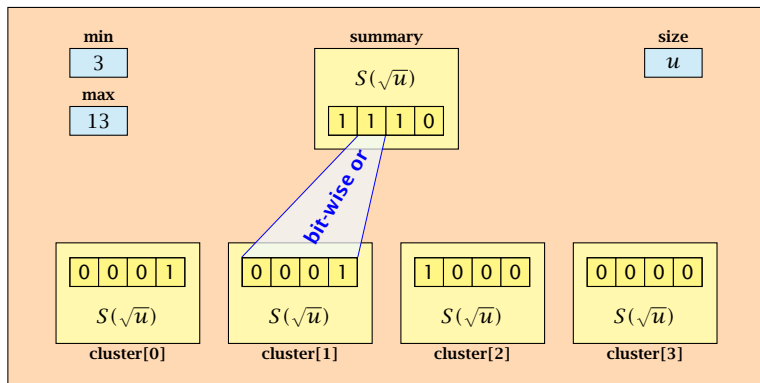 min
summary
size
3
S(√u)
u
max
13
1 1 1 0
bit-wise or
0 0 0 1
0 0 0 1
1 0 0 0
0 0 0 0
S(√u)
S(√u)
S(√u)
S(√u)
cluster[0]
cluster[1]
cluster[2]
cluster[3]